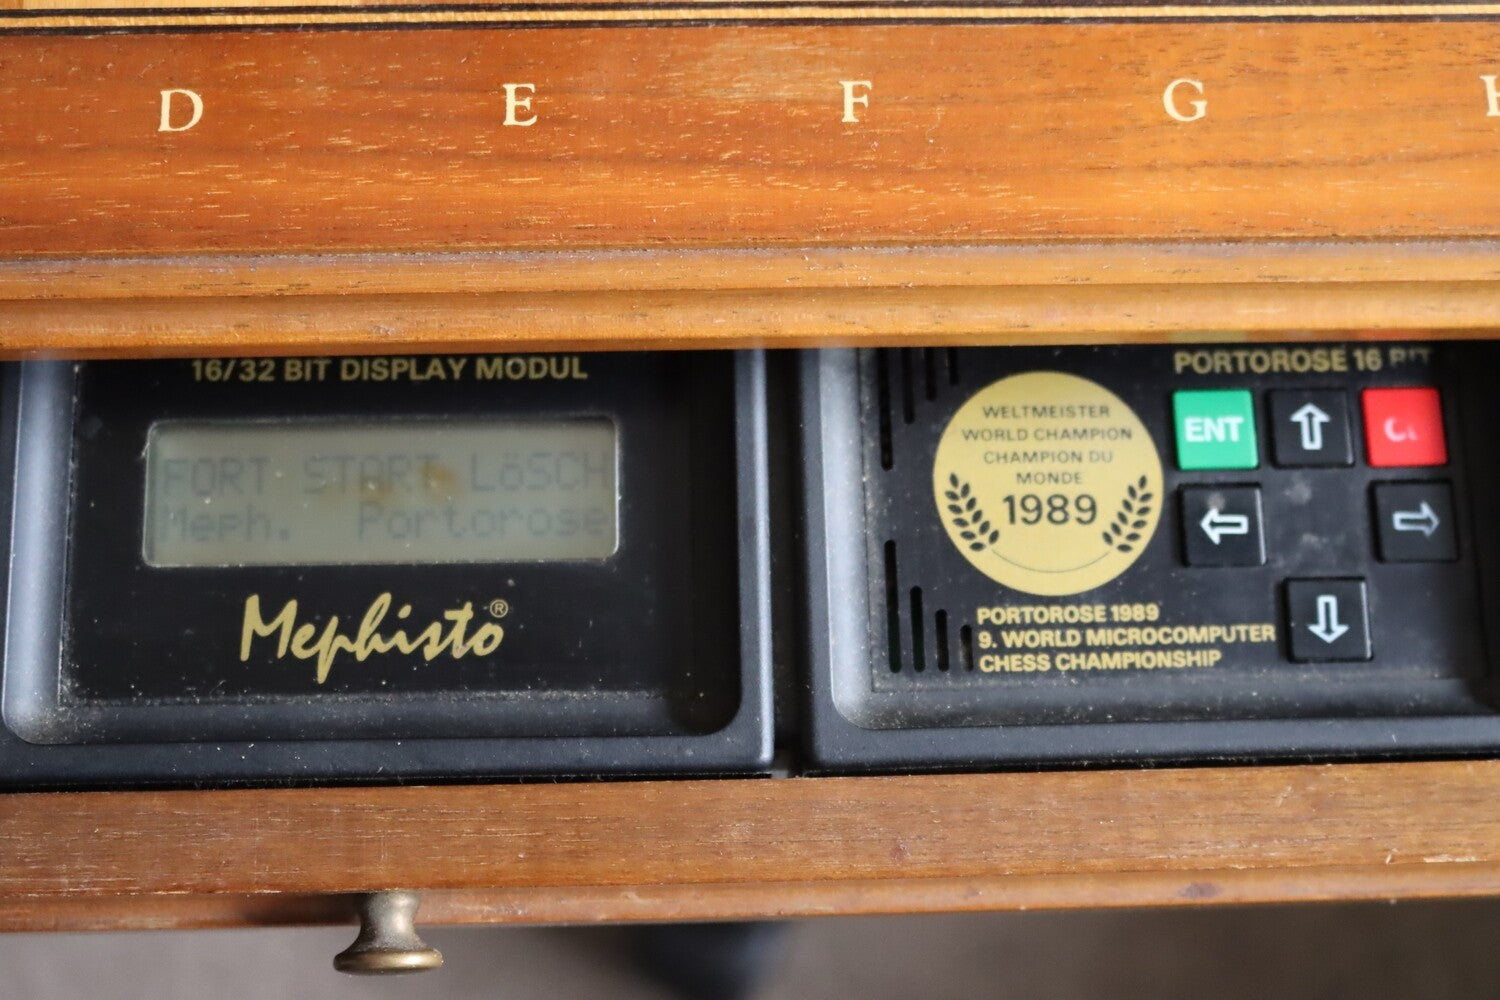 D E F G
16/32 BIT DISPLAY MODUL
FORT START LöSCH
Meph. Portorose
Mephisto®
PORTOROSE 16 BIT
WELTMEISTER
WORLD CHAMPION
CHAMPION DU
MONDE
1989
ENT
PORTOROSE 1989
9. WORLD MICROCOMPUTER
CHESS CHAMPIONSHIP